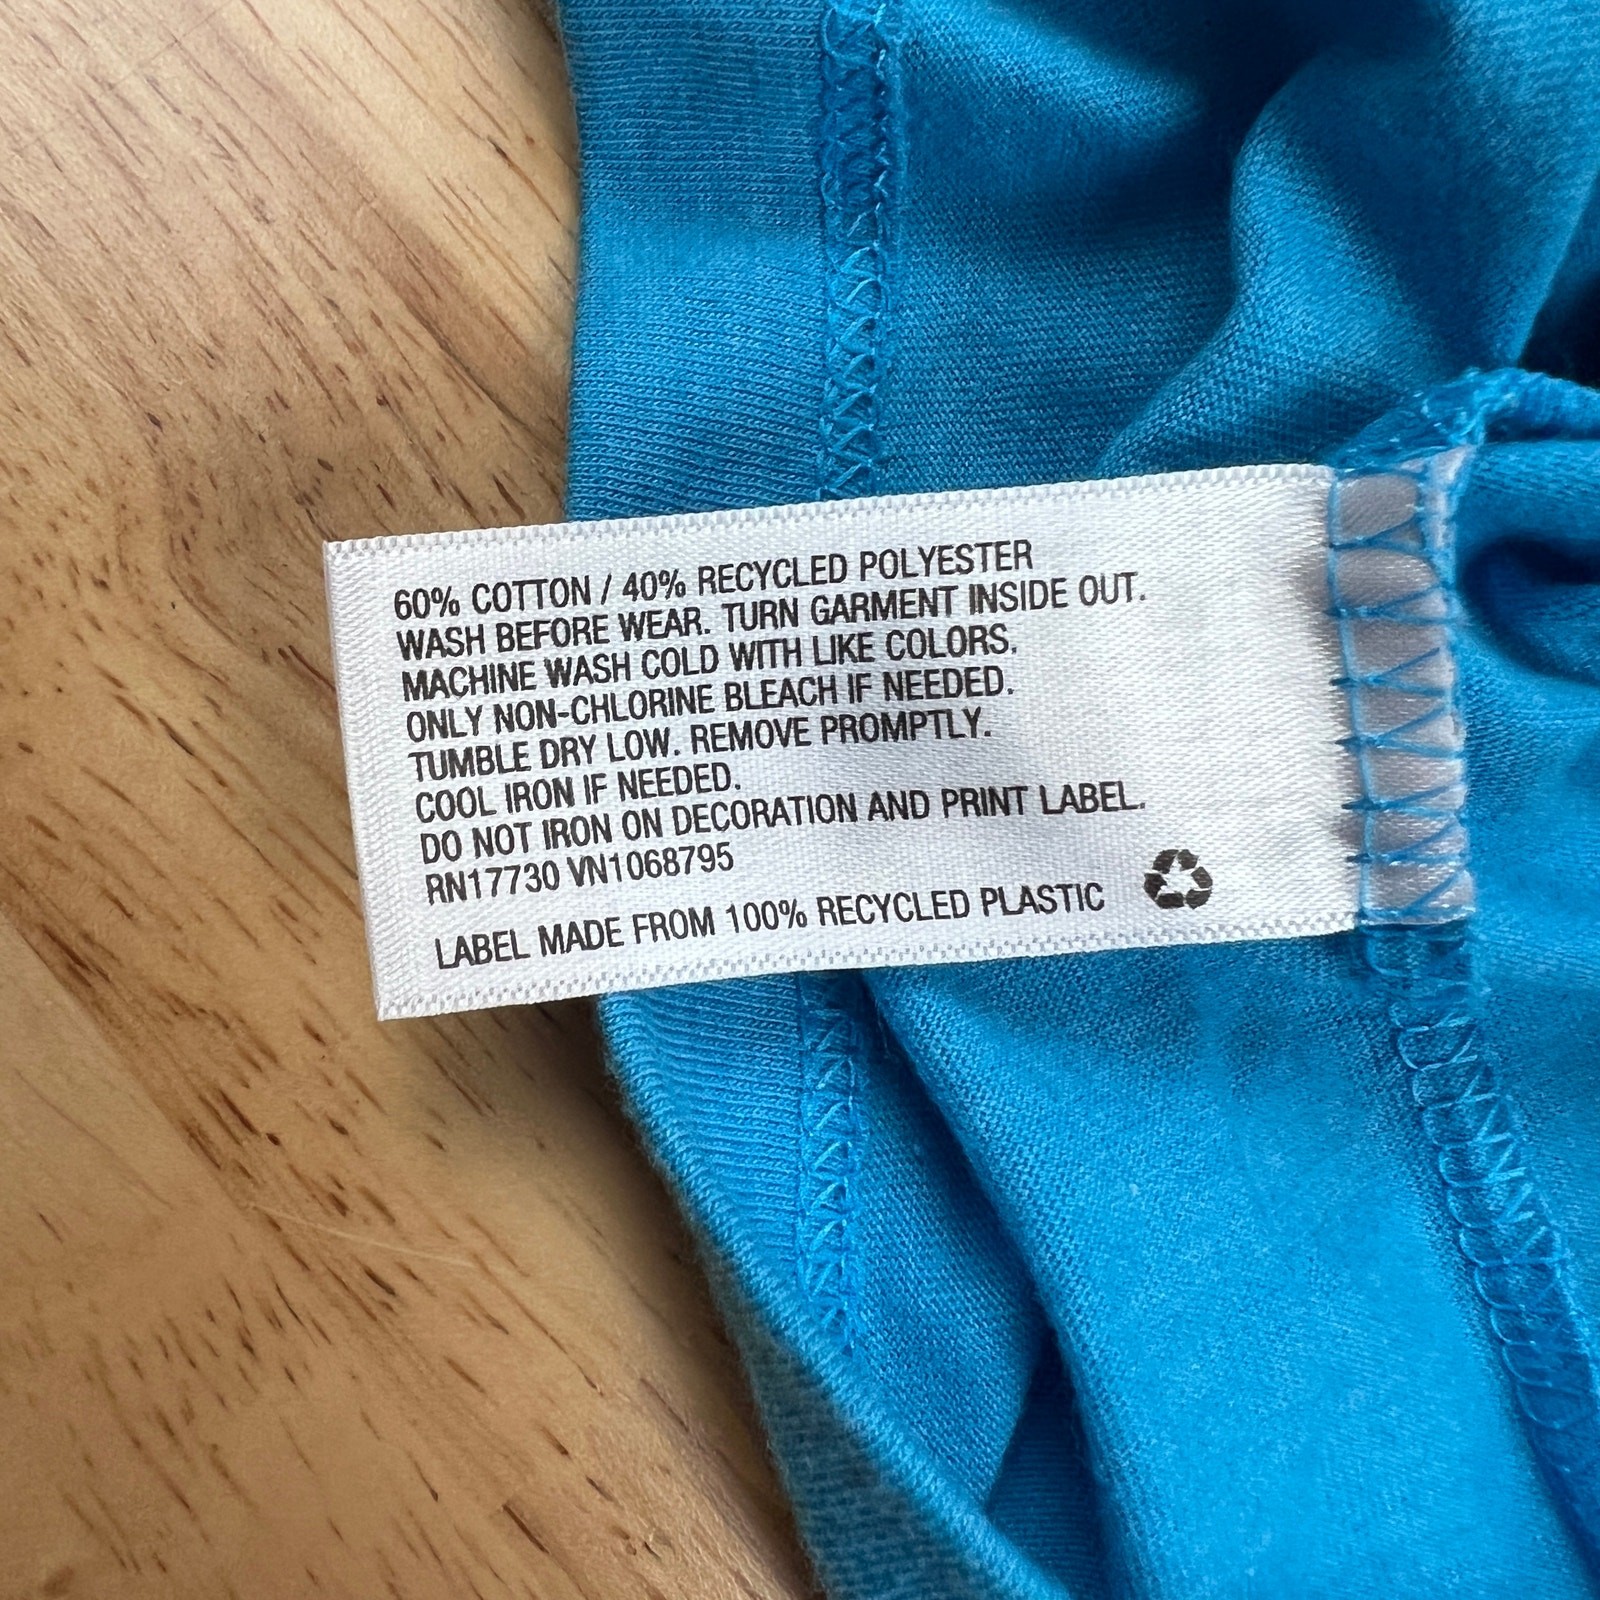 60% COTTON / 40% RECYCLED POLYESTER
WASH BEFORE WEAR. TURN GARMENT INSIDE OUT.
MACHINE WASH COLD WITH LIKE COLORS.
ONLY NON-CHLORINE BLEACH IF NEEDED.
TUMBLE DRY LOW. REMOVE PROMPTLY.
COOL IRON IF NEEDED.
DO NOT IRON ON DECORATION AND PRINT LABEL.
RN17730 VN1068795
LABEL MADE FROM 100% RECYCLED PLASTIC